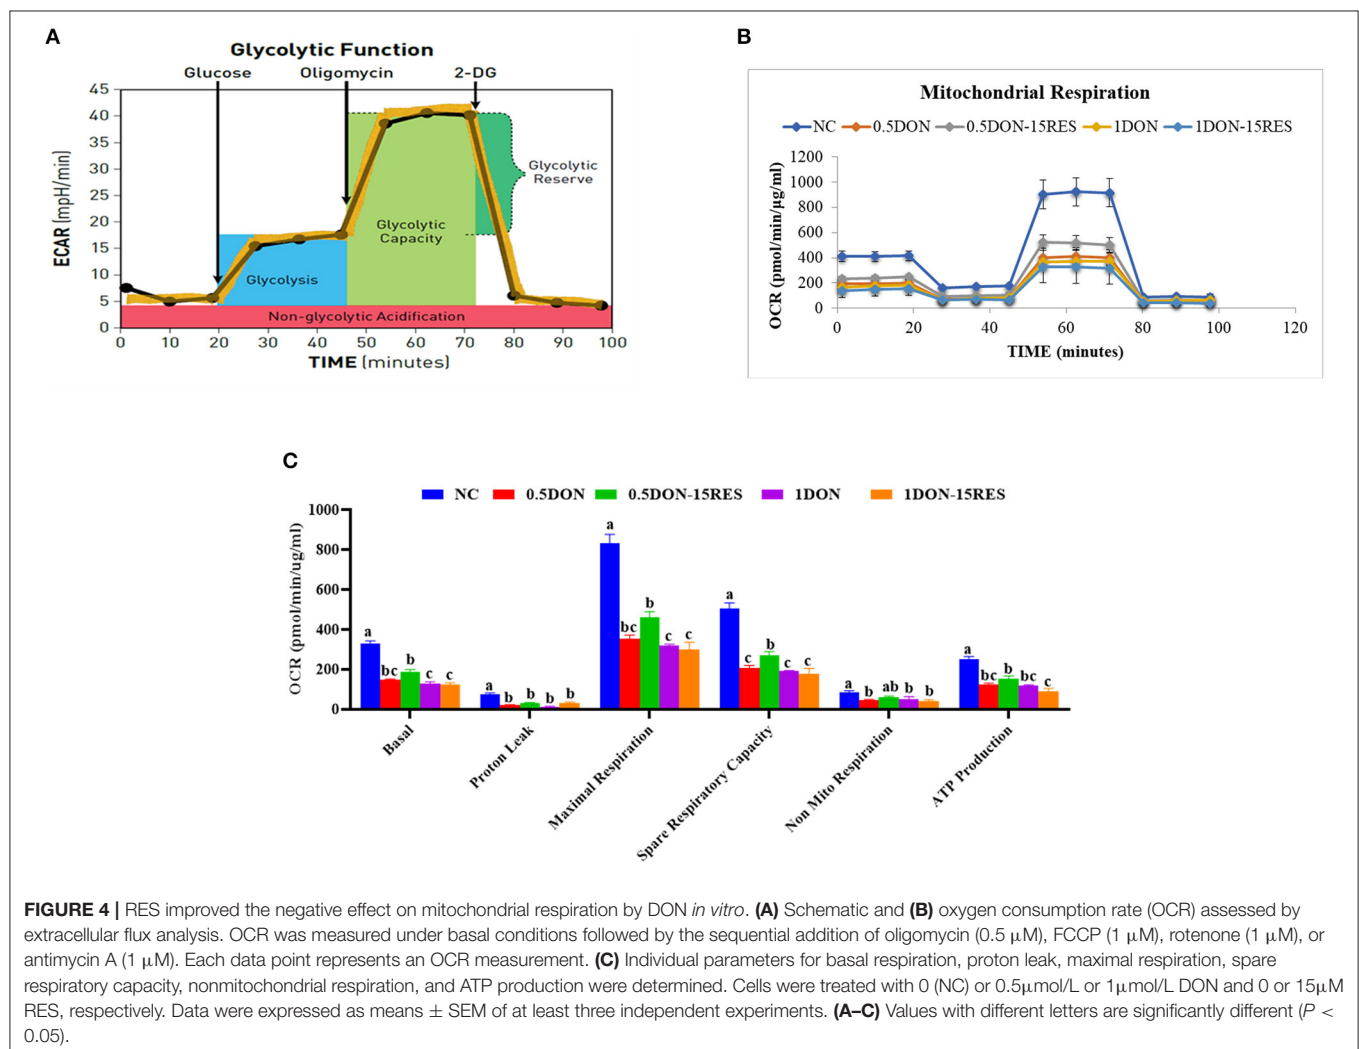 A
Glycolytic Function
Glucose Oligomycin 2-DG
45
40
35
30
25
20
15
10
5
0
ECAR (mpH/min)
Glycolytic
Reserve
Glycolytic
Capacity
Glycolysis
Non-glycolytic Acidification
0 10 20 30 40 50 60 70 80 90 100
TIME (minutes)
B
Mitochondrial Respiration
NC 0.5DON 0.5DON-15RES 1DON 1DON-15RES
1200
1000
800
600
400
200
0
OCR (pmol/min/µg/ml)
0 20 40 60 80 100 120
TIME (minutes)
C
NC 0.5DON 0.5DON-15RES 1DON 1DON-15RES
1000
800
600
400
200
0
OCR (pmol/min/ug/ml)
a bc b c c
a b b b b
a bc b c c
a c b c c
a b ab b b
a bc b bc c
Basal
Proton Leak
Maximal Respiration
Spare Respiratory Capacity
Non Mito Respiration
ATP Production
FIGURE 4 | RES improved the negative effect on mitochondrial respiration by DON in vitro. (A) Schematic and (B) oxygen consumption rate (OCR) assessed by
extracellular flux analysis. OCR was measured under basal conditions followed by the sequential addition of oligomycin (0.5 µM), FCCP (1 µM), rotenone (1 µM), or
antimycin A (1 µM). Each data point represents an OCR measurement. (C) Individual parameters for basal respiration, proton leak, maximal respiration, spare
respiratory capacity, nonmitochondrial respiration, and ATP production were determined. Cells were treated with 0 (NC) or 0.5µmol/L or 1µmol/L DON and 0 or 15µM
RES, respectively. Data were expressed as means ± SEM of at least three independent experiments. (A–C) Values with different letters are significantly different (P <
0.05).